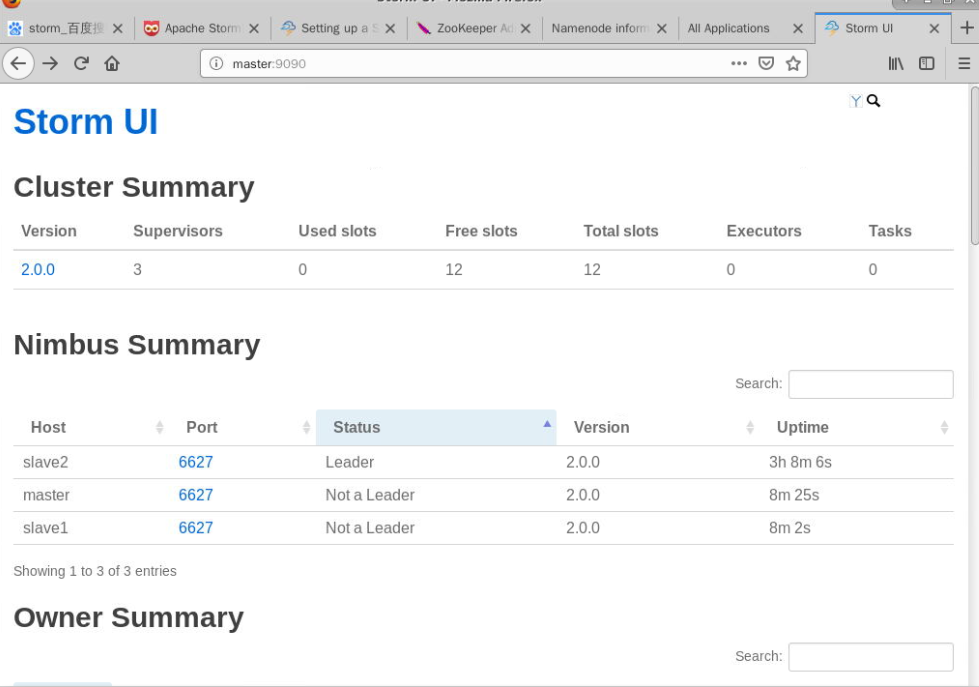 storm_百度搜 Apache Storm Setting up a S ZooKeeper Ad Namenode inform All Applications Storm UI
master:9090
Storm UI
Cluster Summary
Version Supervisors Used slots Free slots Total slots Executors Tasks
2.0.0 3 0 12 12 0 0
Nimbus Summary
Search:
Host Port Status Version Uptime
slave2 6627 Leader 2.0.0 3h 8m 6s
master 6627 Not a Leader 2.0.0 8m 25s
slave1 6627 Not a Leader 2.0.0 8m 2s
Showing 1 to 3 of 3 entries
Owner Summary
Search: